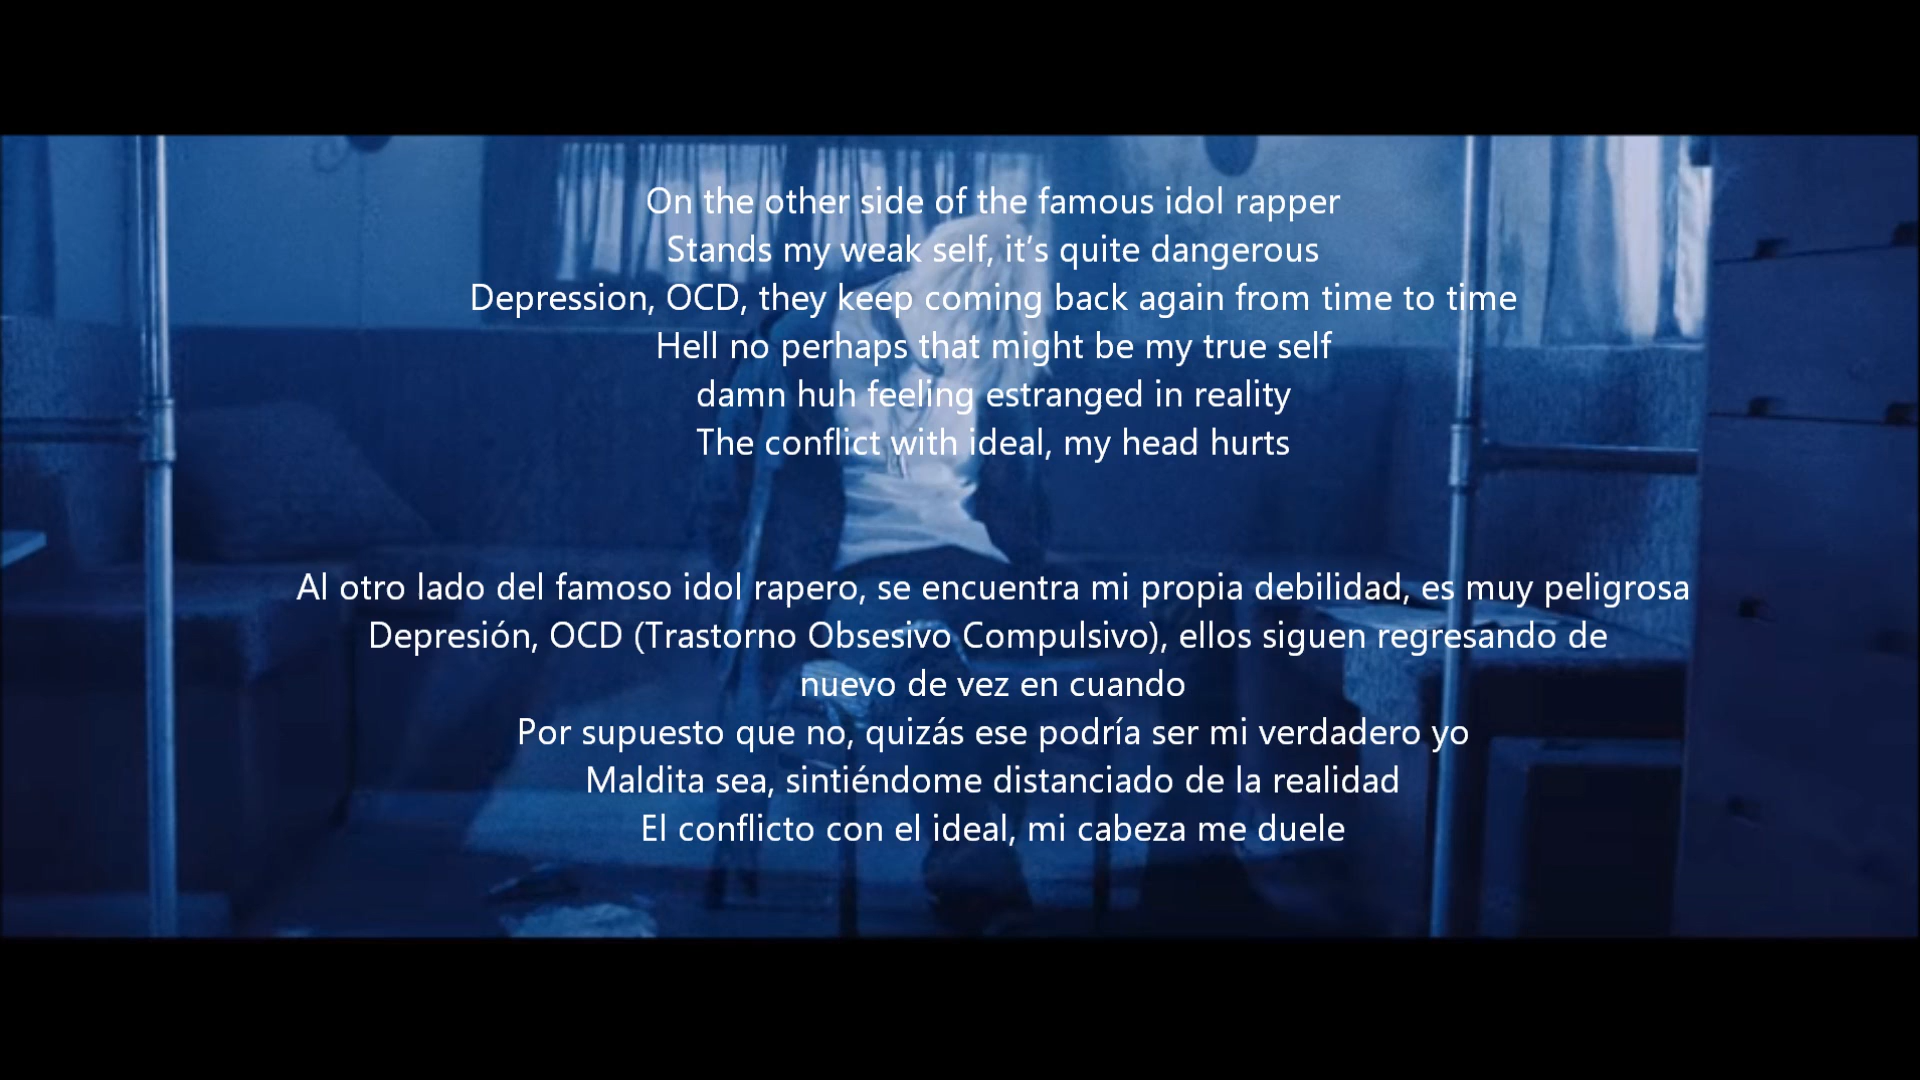 On the other side of the famous idol rapper
Stands my weak self, it’s quite dangerous
Depression, OCD, they keep coming back again from time to time
Hell no perhaps that might be my true self
damn huh feeling estranged in reality
The conflict with ideal, my head hurts
Al otro lado del famoso idol rapero, se encuentra mi propia debilidad, es muy peligrosa
Depresión, OCD (Trastorno Obsesivo Compulsivo), ellos siguen regresando de
nuevo de vez en cuando
Por supuesto que no, quizás ese podría ser mi verdadero yo
Maldita sea, sintiéndome distanciado de la realidad
El conflicto con el ideal, mi cabeza me duele